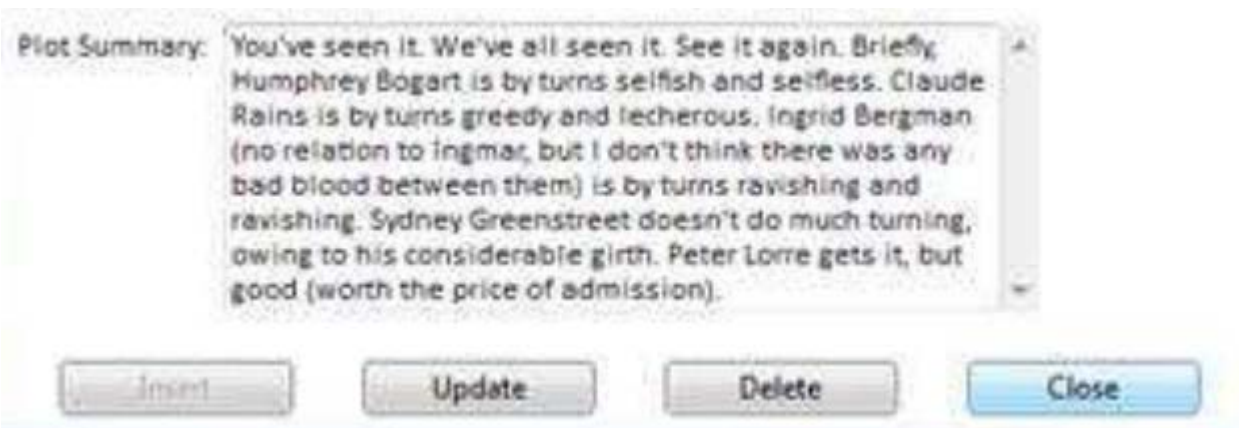 Plot Summary: You've seen it. We've all seen it. See it again. Briefly,
Humphrey Bogart is by turns selfish and selfless. Claude
Rains is by turns greedy and lecherous. Ingrid Bergman
(no relation to Ingmar, but I don't think there was any
bad blood between them) is by turns ravishing and
ravishing. Sydney Greenstreet doesn't do much turning,
owing to his considerable girth. Peter Lorre gets it, but
good (worth the price of admission).
Insert Update Delete Close